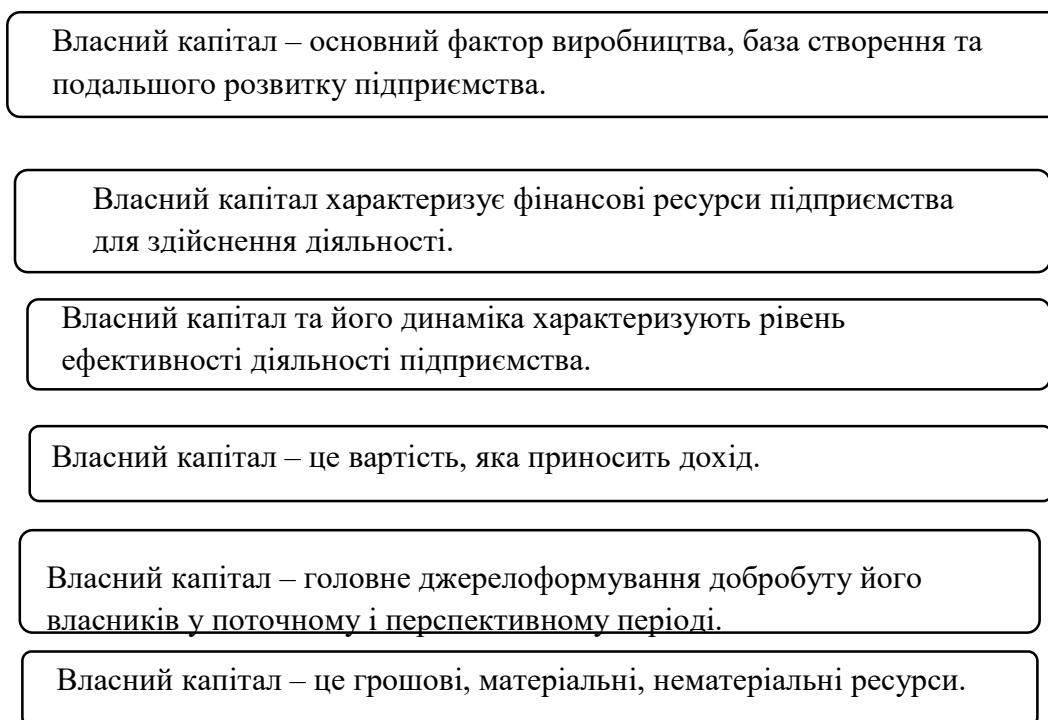 Власний капітал – основний фактор виробництва, база створення та
подальшого розвитку підприємства.
Власний капітал характеризує фінансові ресурси підприємства
для здійснення діяльності.
Власний капітал та його динаміка характеризують рівень
ефективності діяльності підприємства.
Власний капітал – це вартість, яка приносить дохід.
Власний капітал – головне джерелоформування добробуту його
власників у поточному і перспективному періоді.
Власний капітал – це грошові, матеріальні, нематеріальні ресурси.